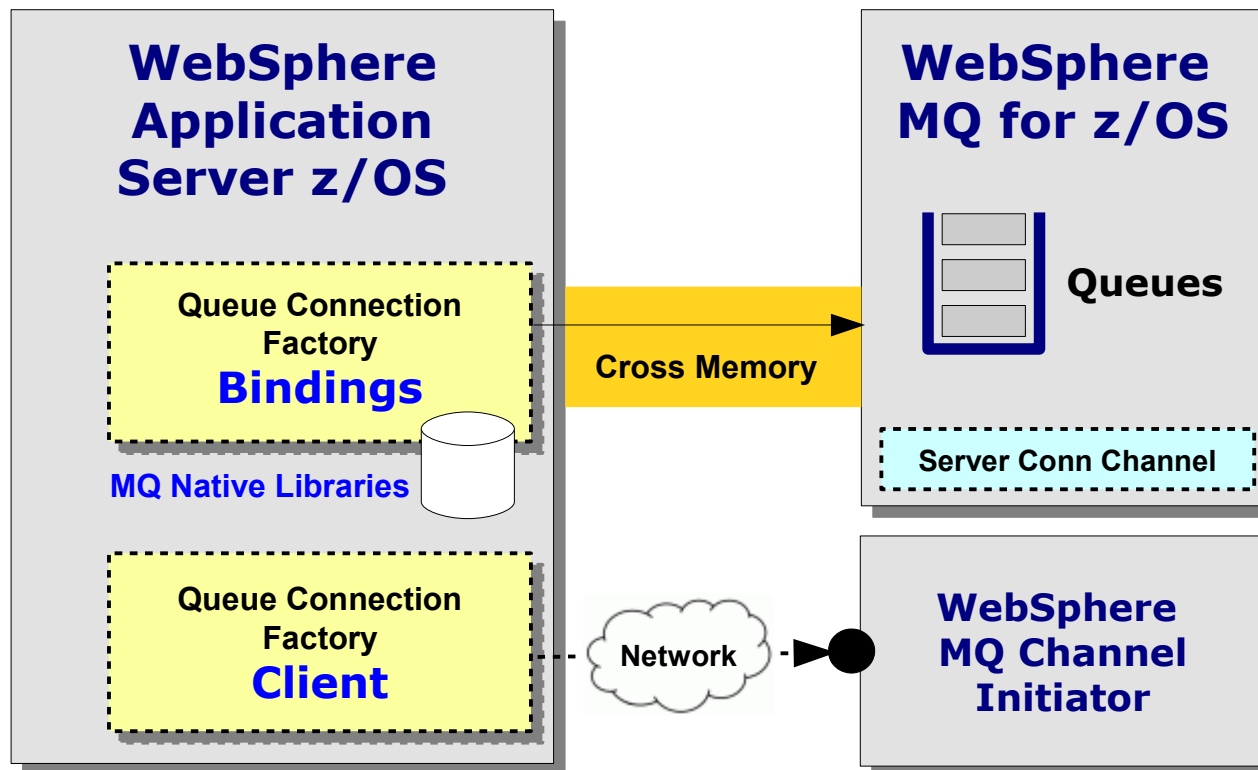 WebSphere
Application
Server z/OS
Queue Connection
Factory
Bindings
MQ Native Libraries
Queue Connection
Factory
Client
Cross Memory
Network
WebSphere
MQ for z/OS
Queues
Server Conn Channel
WebSphere
MQ Channel
Initiator